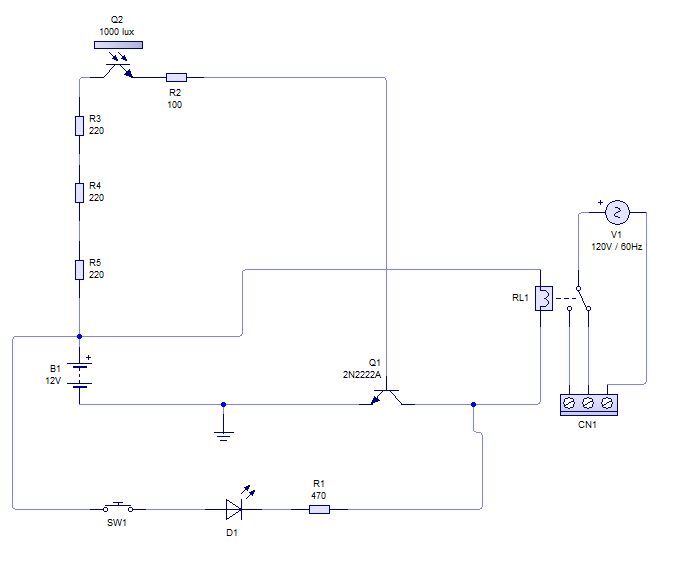 Q2
1000 lux
R2
100
R3
220
R4
220
R5
220
+
V1
120V / 60Hz
RL1
+
B1
12V
Q1
2N2222A
CN1
R1
470
SW1
D1